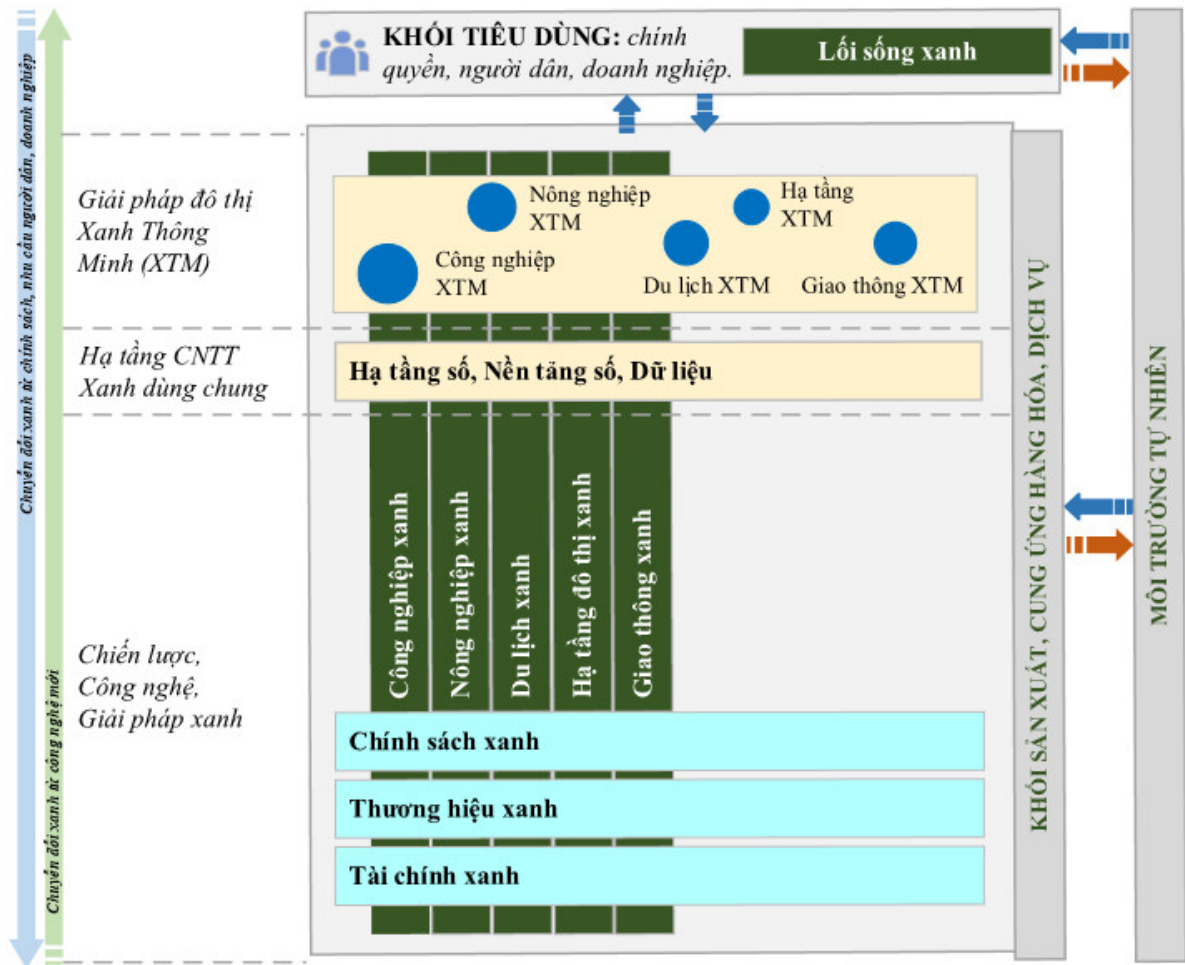 KHỐI TIÊU DÙNG: chính
quyền, người dân, doanh nghiệp.
Lối sống xanh
Chuyển đổi xanh từ chính sách, nhu cầu người dân, doanh nghiệp
Chuyển đổi xanh từ công nghệ mới
Giải pháp đô thị
Xanh Thông
Minh (XTM)
Nông nghiệp
XTM
Hạ tầng
XTM
Công nghiệp
XTM
Du lịch XTM
Giao thông XTM
Hạ tầng CNTT
Xanh dùng chung
Hạ tầng số, Nền tảng số, Dữ liệu
Chiến lược,
Công nghệ,
Giải pháp xanh
Công nghiệp xanh
Nông nghiệp xanh
Du lịch xanh
Hạ tầng đô thị xanh
Giao thông xanh
Chính sách xanh
Thương hiệu xanh
Tài chính xanh
KHỐI SẢN XUẤT, CUNG ỨNG HÀNG HÓA, DỊCH VỤ
MÔI TRƯỜNG TỰ NHIÊN